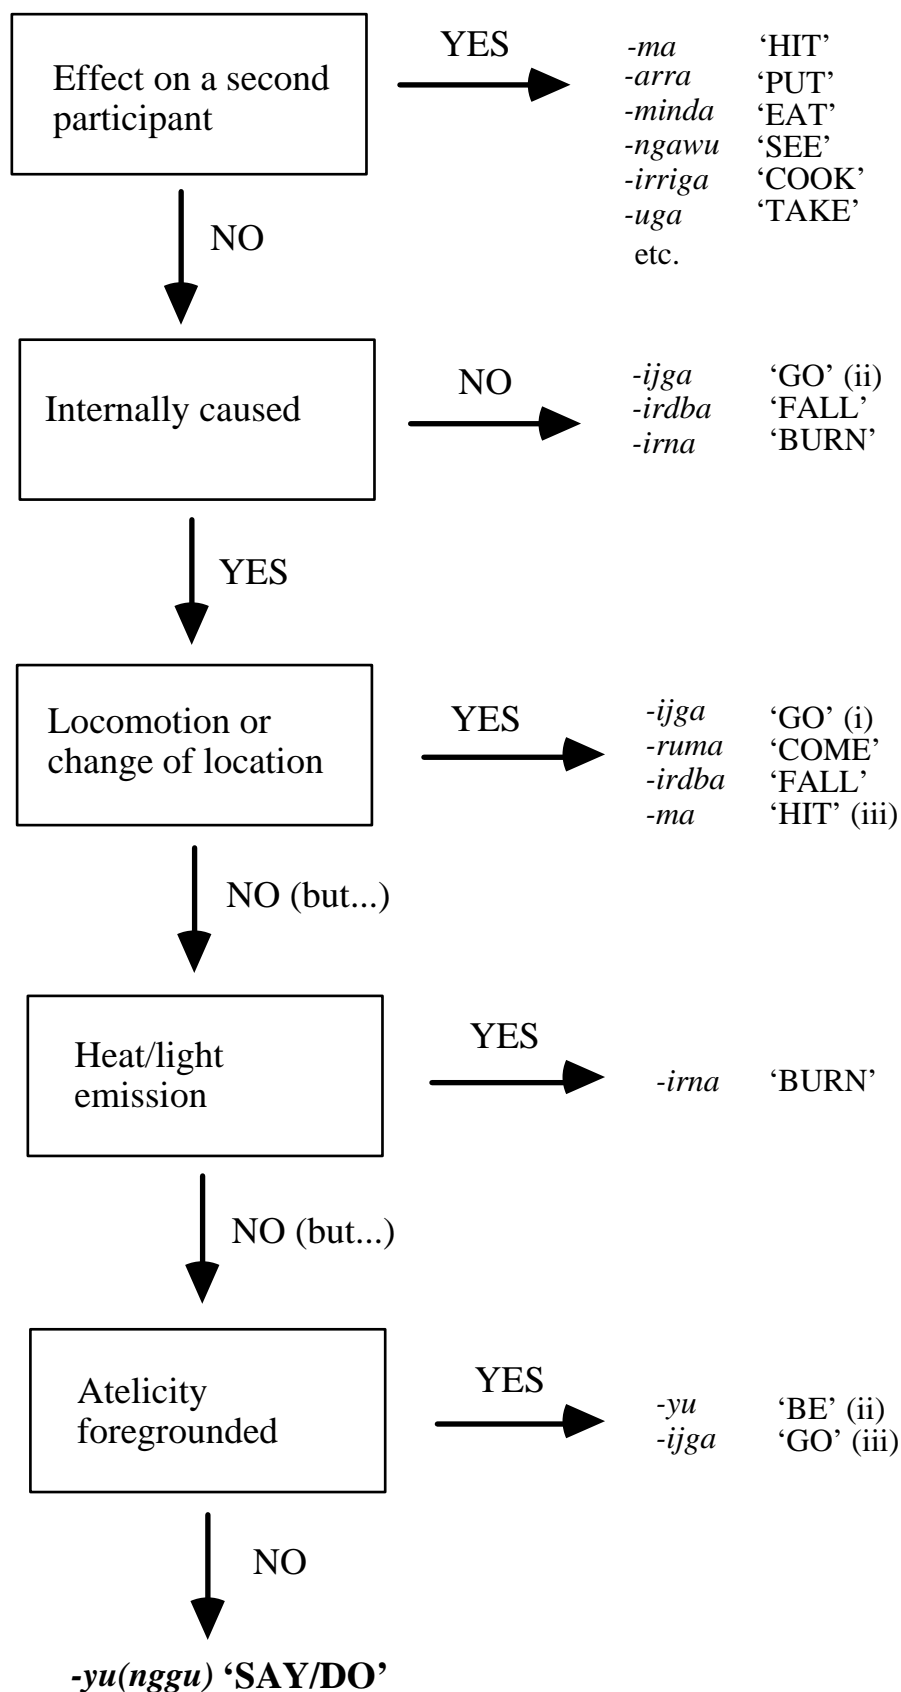 Effect on a second
participant
YES
-ma ‘HIT’
-arra ‘PUT’
-minda ‘EAT’
-ngawu ‘SEE’
-irriga ‘COOK’
-uga ‘TAKE’
etc.
NO
Internally caused
NO
-ijga ‘GO’ (ii)
-irdba ‘FALL’
-irna ‘BURN’
YES
Locomotion or
change of location
YES
-ijga ‘GO’ (i)
-ruma ‘COME’
-irdba ‘FALL’
-ma ‘HIT’ (iii)
NO (but...)
Heat/light
emission
YES
-irna ‘BURN’
NO (but...)
Atelicity
foregrounded
YES
-yu ‘BE’ (ii)
-ijga ‘GO’ (iii)
NO
-yu(nggu) ‘SAY/DO’